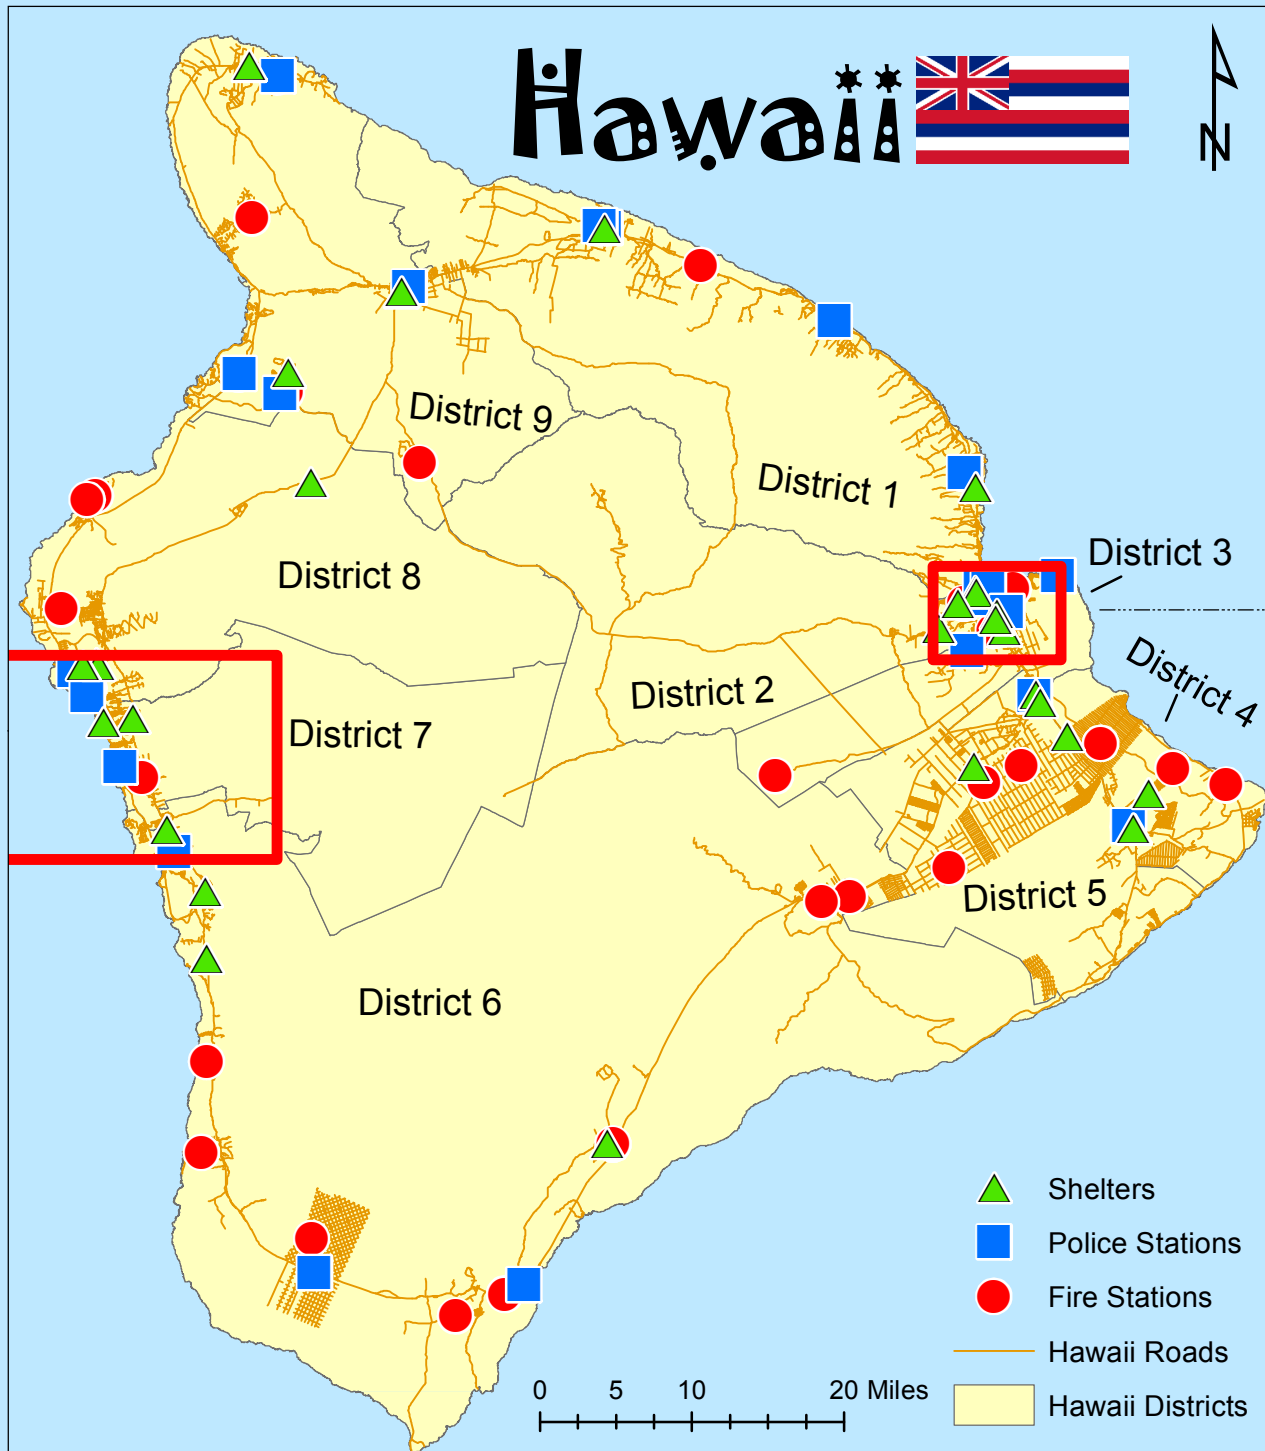 Hawaii
N
District 9
District 1
District 3
District 8
District 4
District 2
District 7
District 5
District 6
Shelters
Police Stations
Fire Stations
Hawaii Roads
Hawaii Districts
0 5 10 20 Miles